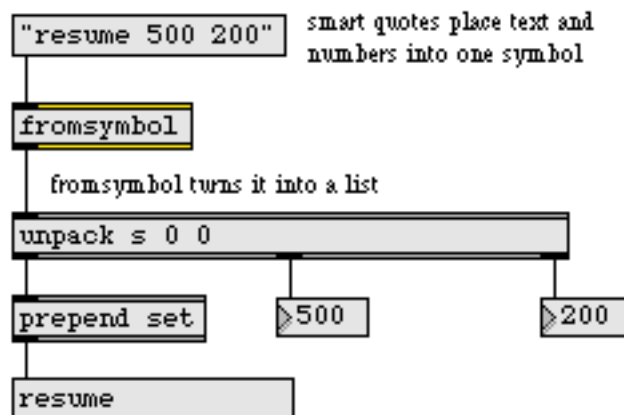 "resume 500 200"
smart quotes place text and
numbers into one symbol
fromsymbol
fromsymbol turns it into a list
unpack s 0 0
prepend set
500
200
resume